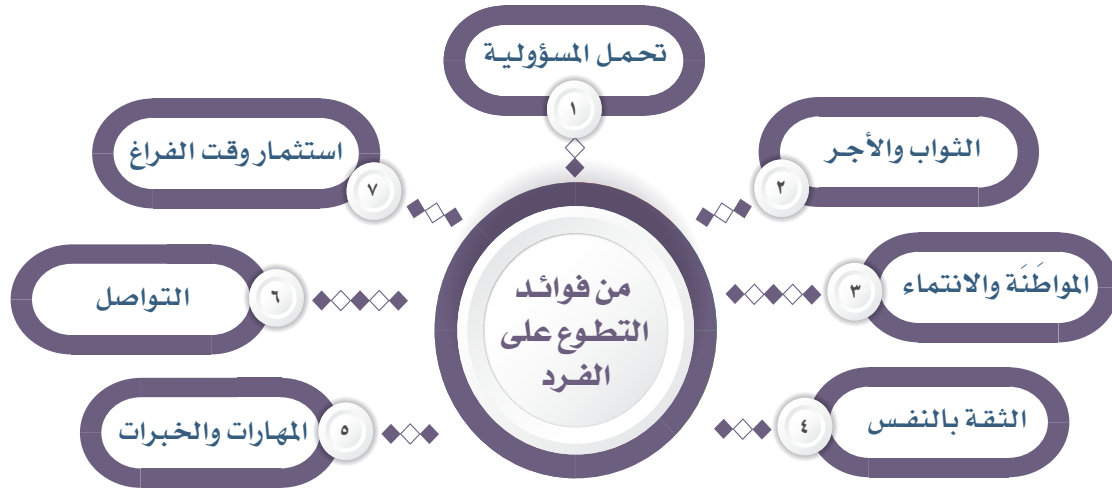 من فوائد
التطوع على
الفرد
١
تحمل المسؤولية
٢
الثواب والأجر
٣
المواطَنَة والانتماء
٤
الثقة بالنفس
٥
المهارات والخبرات
٦
التواصل
٧
استثمار وقت الفراغ